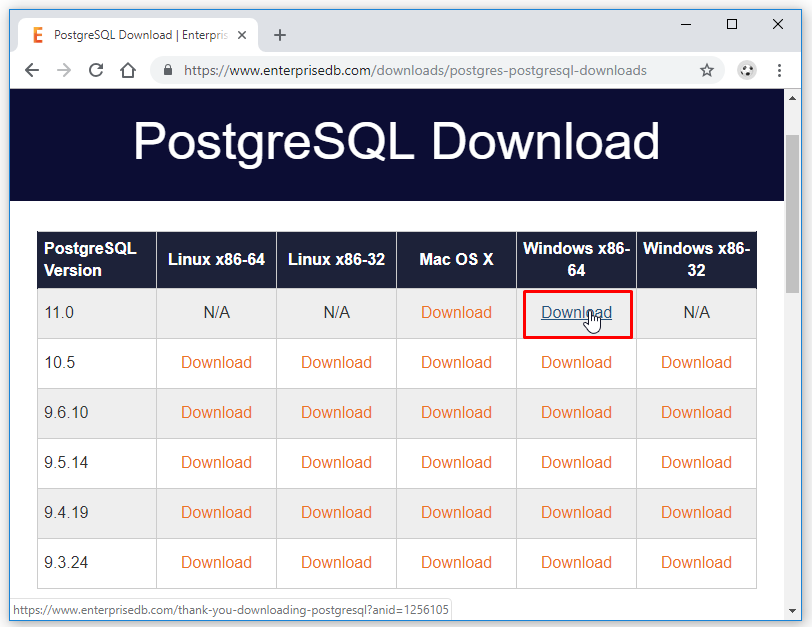 PostgreSQL Download | Enterpris
https://www.enterprisedb.com/downloads/postgres-postgresql-downloads
PostgreSQL Download
PostgreSQL Version Linux x86-64 Linux x86-32 Mac OS X Windows x86-64 Windows x86-32
11.0 N/A N/A Download Download N/A
10.5 Download Download Download Download Download
9.6.10 Download Download Download Download Download
9.5.14 Download Download Download Download Download
9.4.19 Download Download Download Download Download
9.3.24 Download Download Download Download Download
https://www.enterprisedb.com/thank-you-downloading-postgresql?anid=1256105